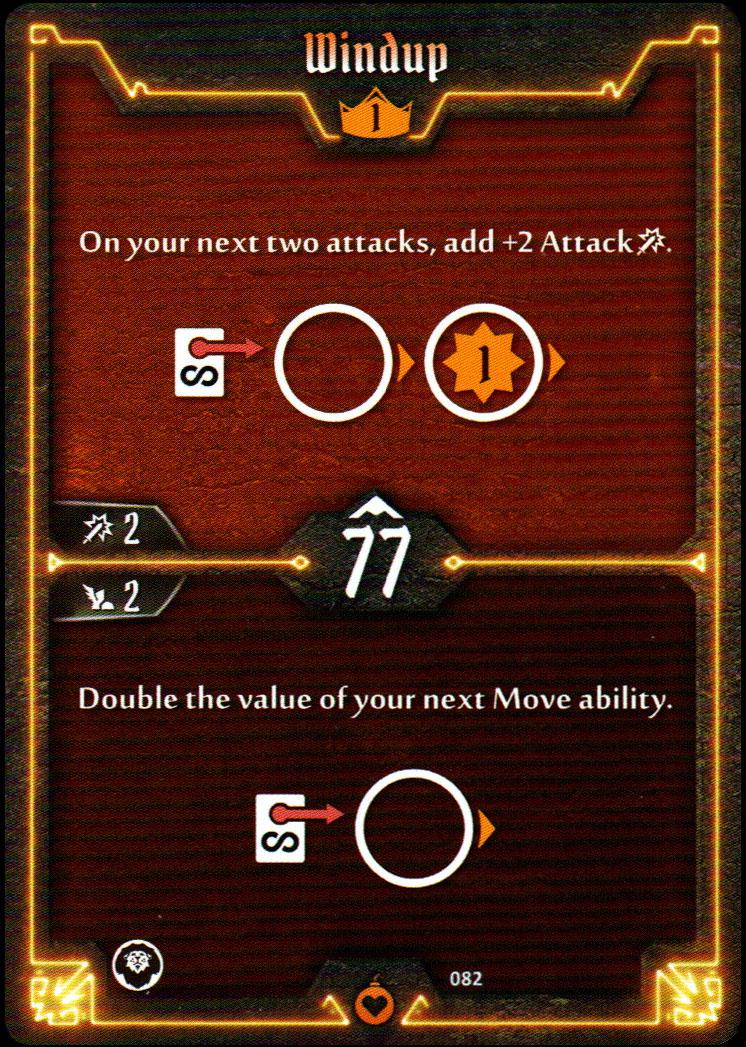 Windup
1
On your next two attacks, add +2 Attack.
S 1
2
77
2
Double the value of your next Move ability.
S
082